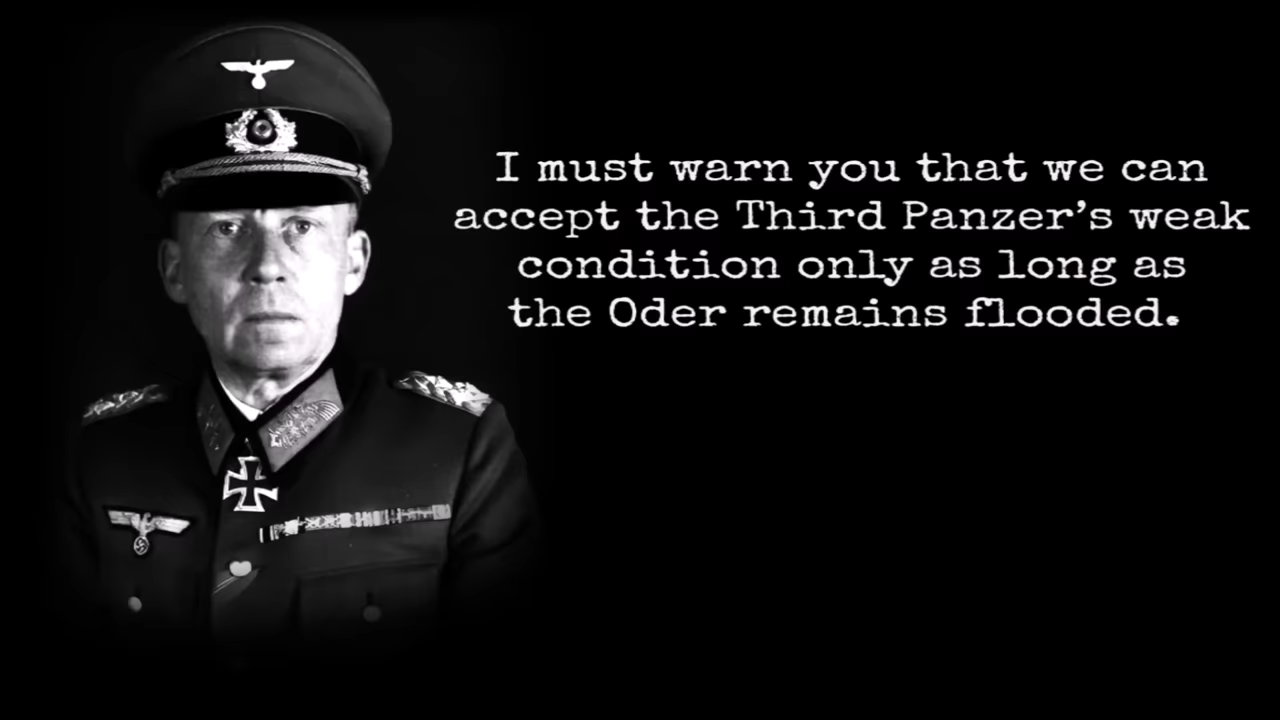 I must warn you that we can
accept the Third Panzer’s weak
condition only as long as
the Oder remains flooded.